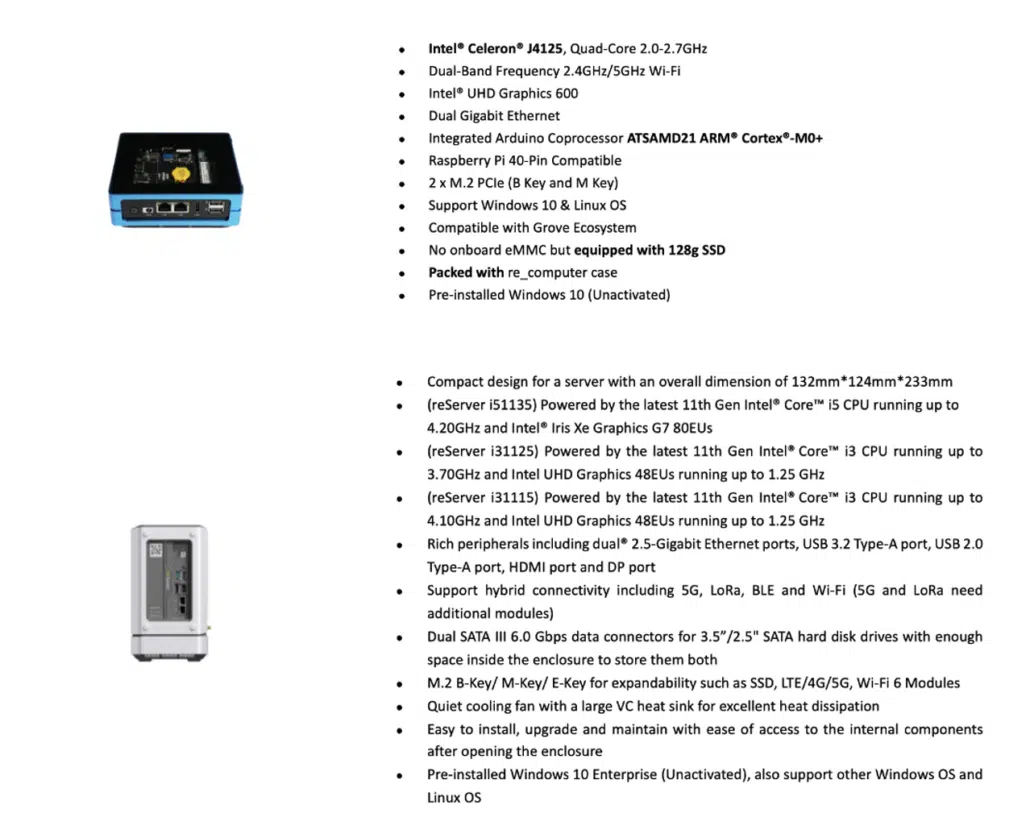 • Intel® Celeron® J4125, Quad-Core 2.0-2.7GHz
• Dual-Band Frequency 2.4GHz/5GHz Wi-Fi
• Intel® UHD Graphics 600
• Dual Gigabit Ethernet
• Integrated Arduino Coprocessor ATSAMD21 ARM® Cortex®-M0+
• Raspberry Pi 40-Pin Compatible
• 2 x M.2 PCIe (B Key and M Key)
• Support Windows 10 & Linux OS
• Compatible with Grove Ecosystem
• No onboard eMMC but equipped with 128g SSD
• Packed with re_computer case
• Pre-installed Windows 10 (Unactivated)
• Compact design for a server with an overall dimension of 132mm*124mm*233mm
• (reServer i51135) Powered by the latest 11th Gen Intel® Core™ i5 CPU running up to
4.20GHz and Intel® Iris Xe Graphics G7 80EUs
• (reServer i31125) Powered by the latest 11th Gen Intel® Core™ i3 CPU running up to
3.70GHz and Intel UHD Graphics 48EUs running up to 1.25 GHz
• (reServer i31115) Powered by the latest 11th Gen Intel® Core™ i3 CPU running up to
4.10GHz and Intel UHD Graphics 48EUs running up to 1.25 GHz
• Rich peripherals including dual® 2.5-Gigabit Ethernet ports, USB 3.2 Type-A port, USB 2.0
Type-A port, HDMI port and DP port
• Support hybrid connectivity including 5G, LoRa, BLE and Wi-Fi (5G and LoRa need
additional modules)
• Dual SATA III 6.0 Gbps data connectors for 3.5”/2.5" SATA hard disk drives with enough
space inside the enclosure to store them both
• M.2 B-Key/ M-Key/ E-Key for expandability such as SSD, LTE/4G/5G, Wi-Fi 6 Modules
• Quiet cooling fan with a large VC heat sink for excellent heat dissipation
• Easy to install, upgrade and maintain with ease of access to the internal components
after opening the enclosure
• Pre-installed Windows 10 Enterprise (Unactivated), also support other Windows OS and
Linux OS